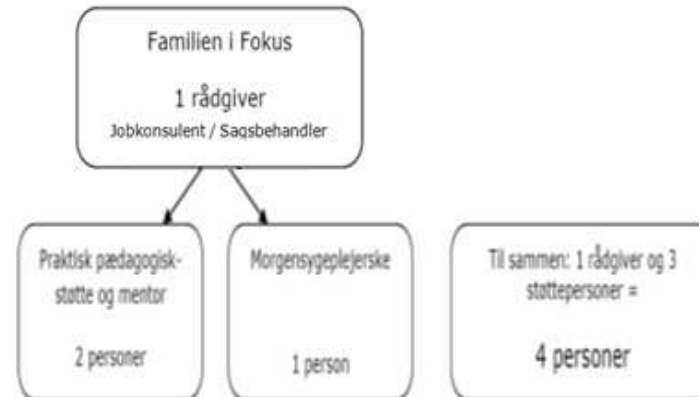 Familien i Fokus
1 rådgiver
Jobkonsulent / Sagsbehandler
Praktisk pædagogisk-
støtte og mentor
2 personer
Morgensygeplejerske
1 person
Til sammen: 1 rådgiver og 3
støttepersoner =
4 personer